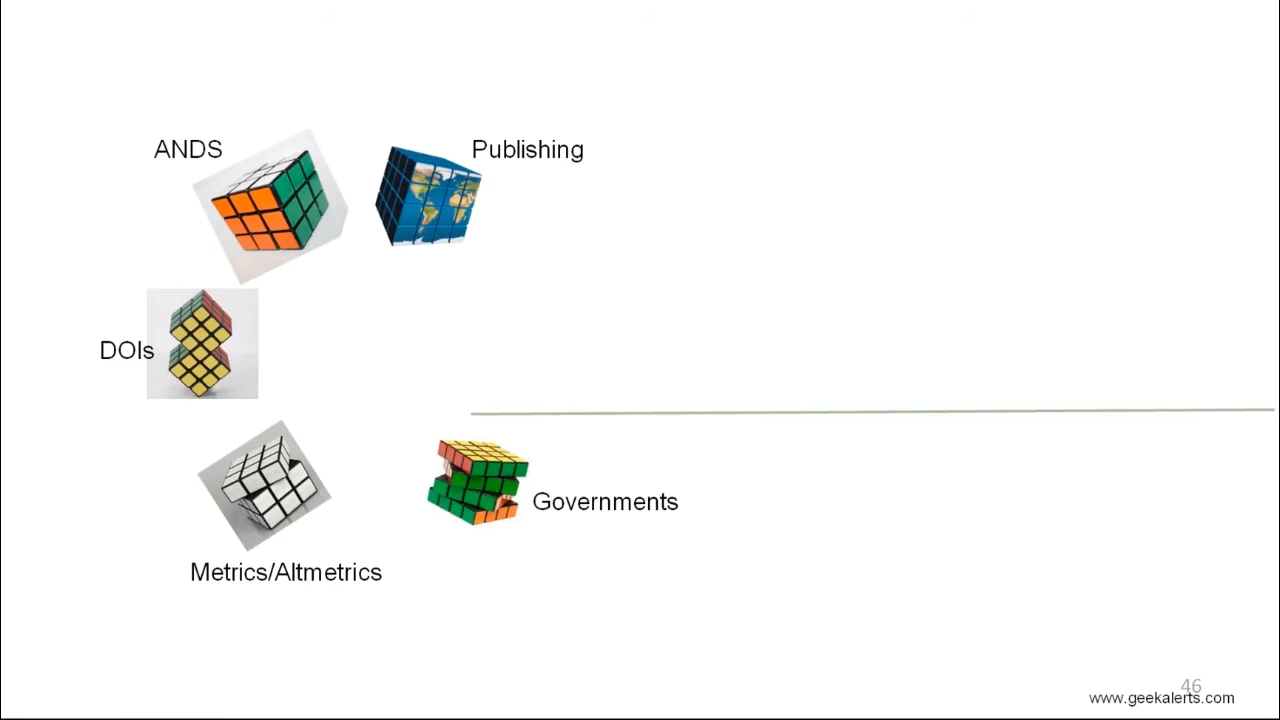 ANDS
Publishing
DOIs
Governments
Metrics/Altmetrics
46
www.geekalerts.com